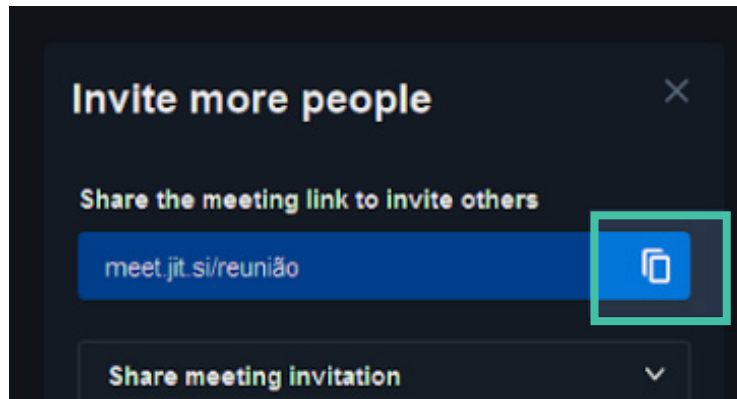 Invite more people
Share the meeting link to invite others
meet.jit.si/reunião
Share meeting invitation